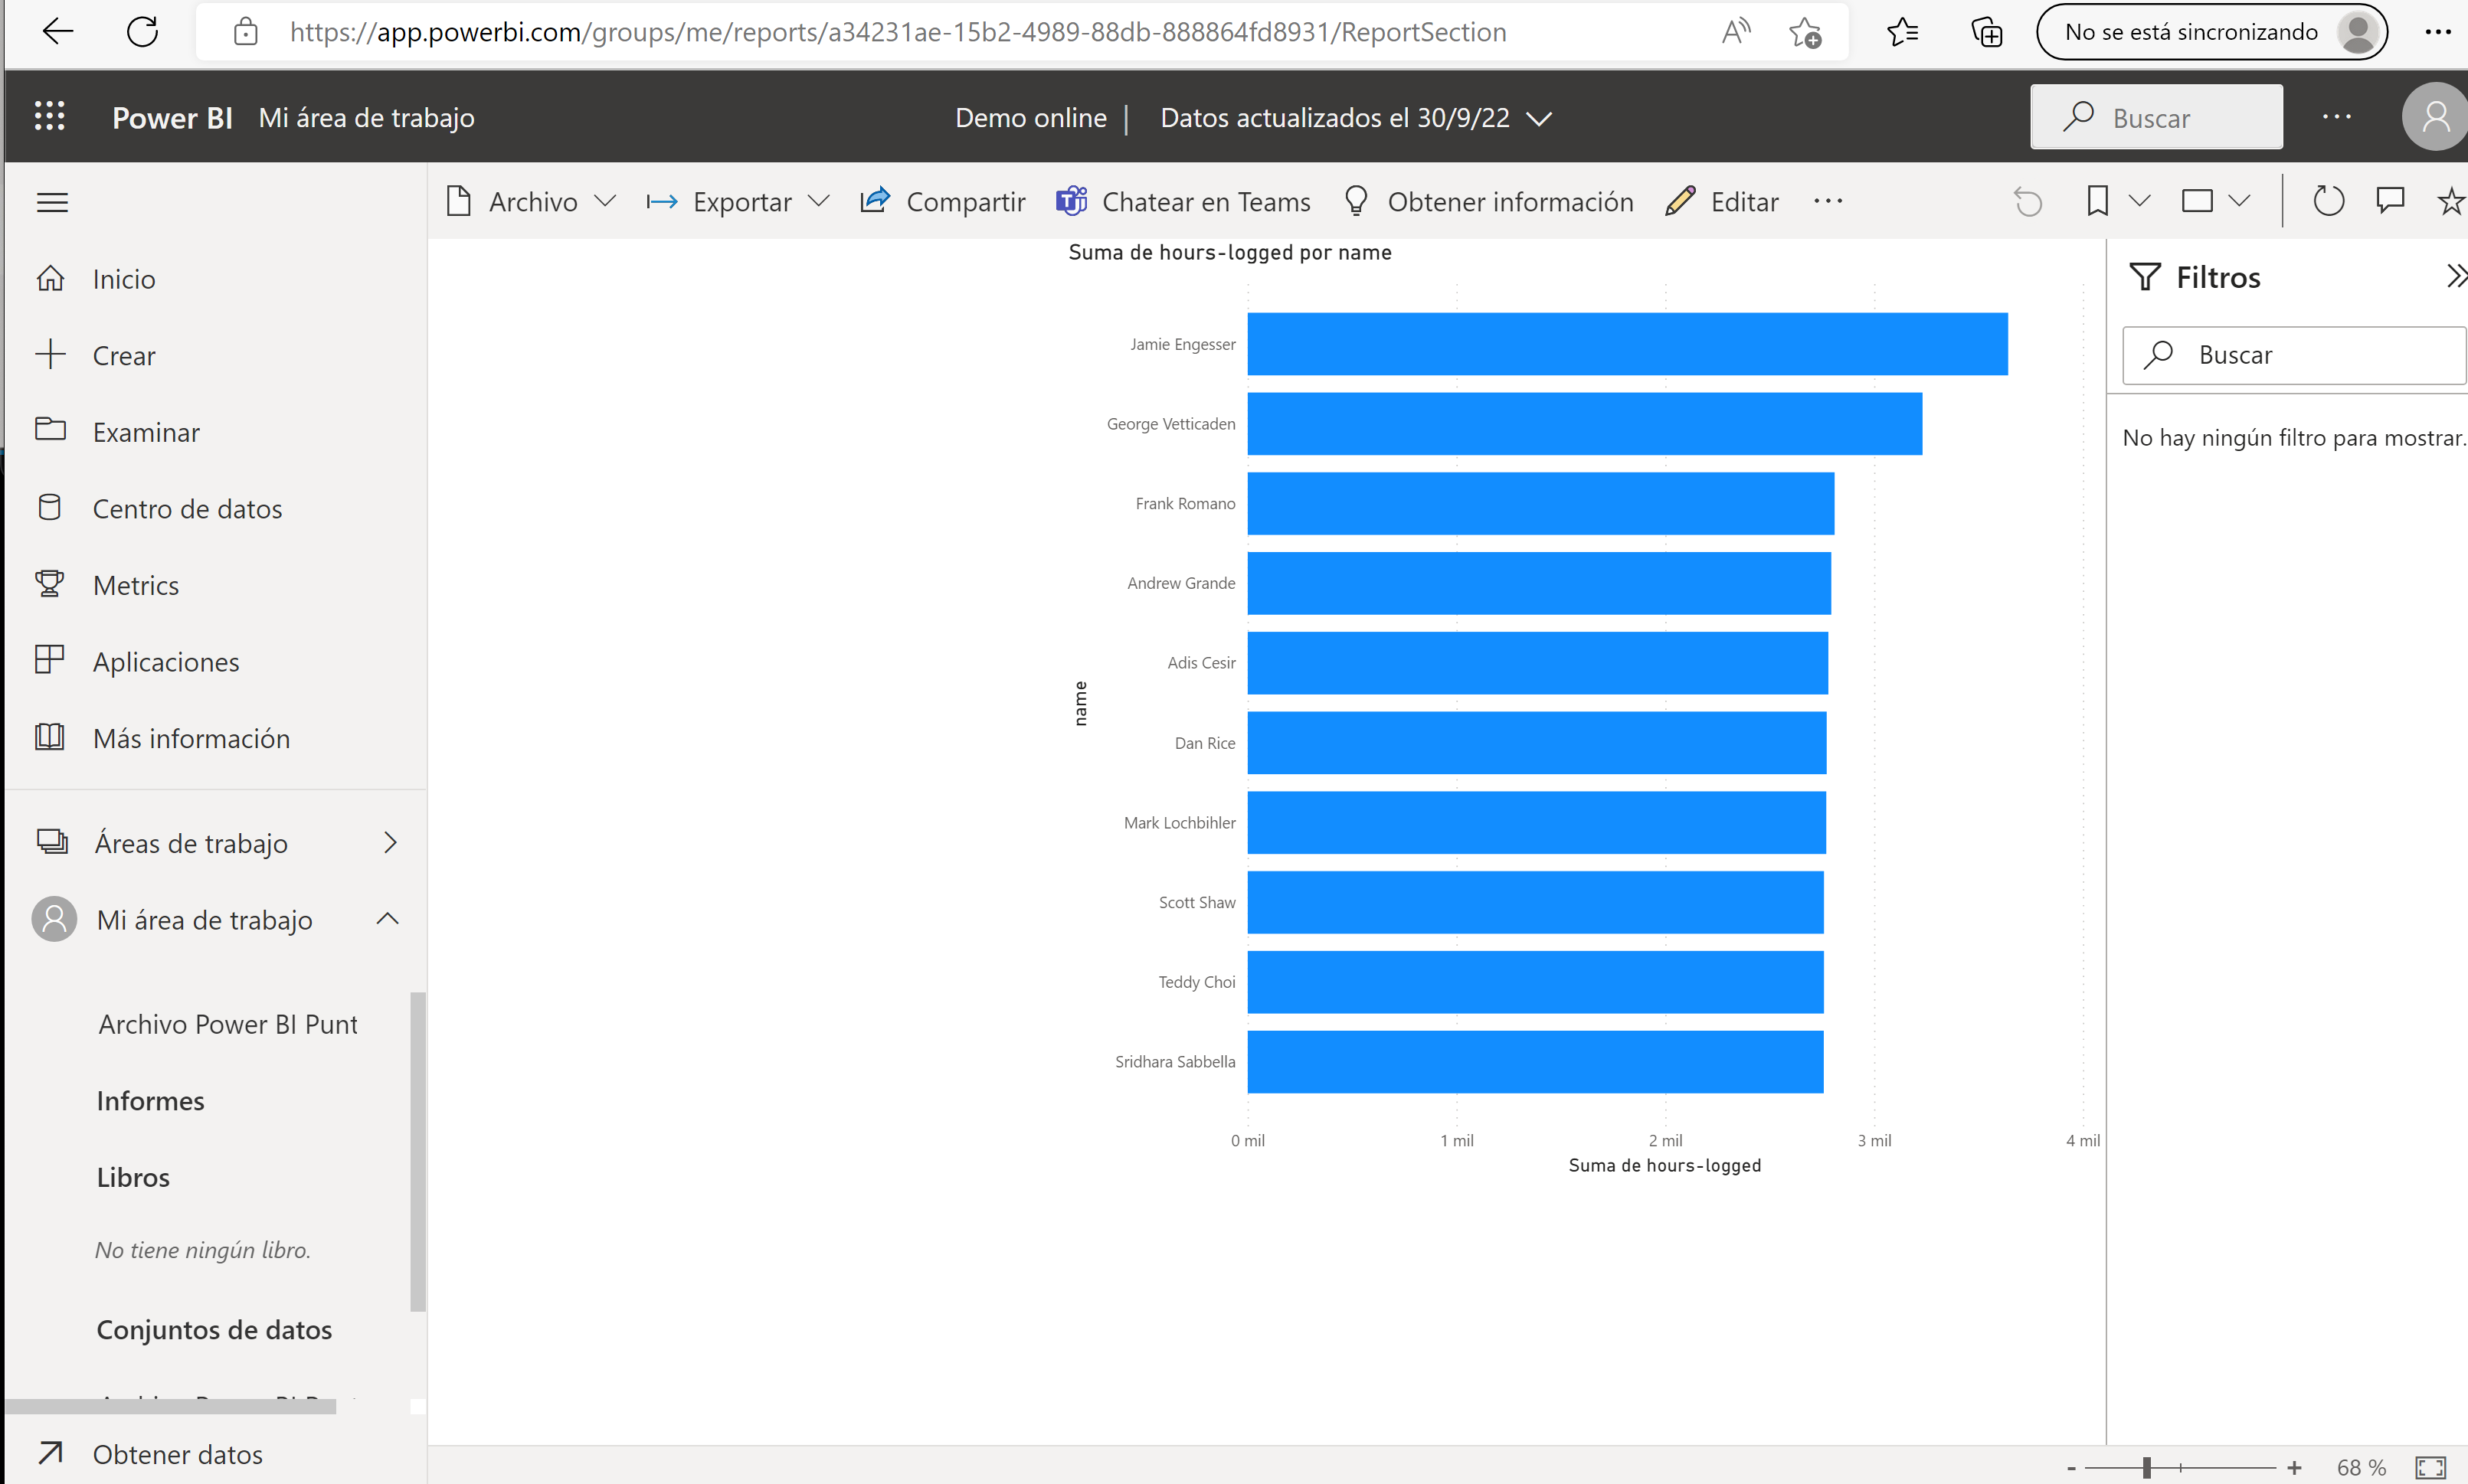 https://app.powerbi.com/groups/me/reports/a34231ae-15b2-4989-88db-888864fd8931/ReportSection
No se está sincronizando
Power BI Mi área de trabajo
Demo online | Datos actualizados el 30/9/22
Buscar
Archivo
Exportar
Compartir
Chatear en Teams
Obtener información
Editar
Inicio
Crear
Examinar
Centro de datos
Metrics
Aplicaciones
Más información
Áreas de trabajo
Mi área de trabajo
Archivo Power BI Punt
Informes
Libros
No tiene ningún libro.
Conjuntos de datos
Obtener datos
Suma de hours-logged por name
name
Jamie Engesser
George Vetticaden
Frank Romano
Andrew Grande
Adis Cesir
Dan Rice
Mark Lochbihler
Scott Shaw
Teddy Choi
Sridhara Sabbella
0 mil 1 mil 2 mil 3 mil 4 mil
Suma de hours-logged
Filtros
Buscar
No hay ningún filtro para mostrar.
- + 68 %